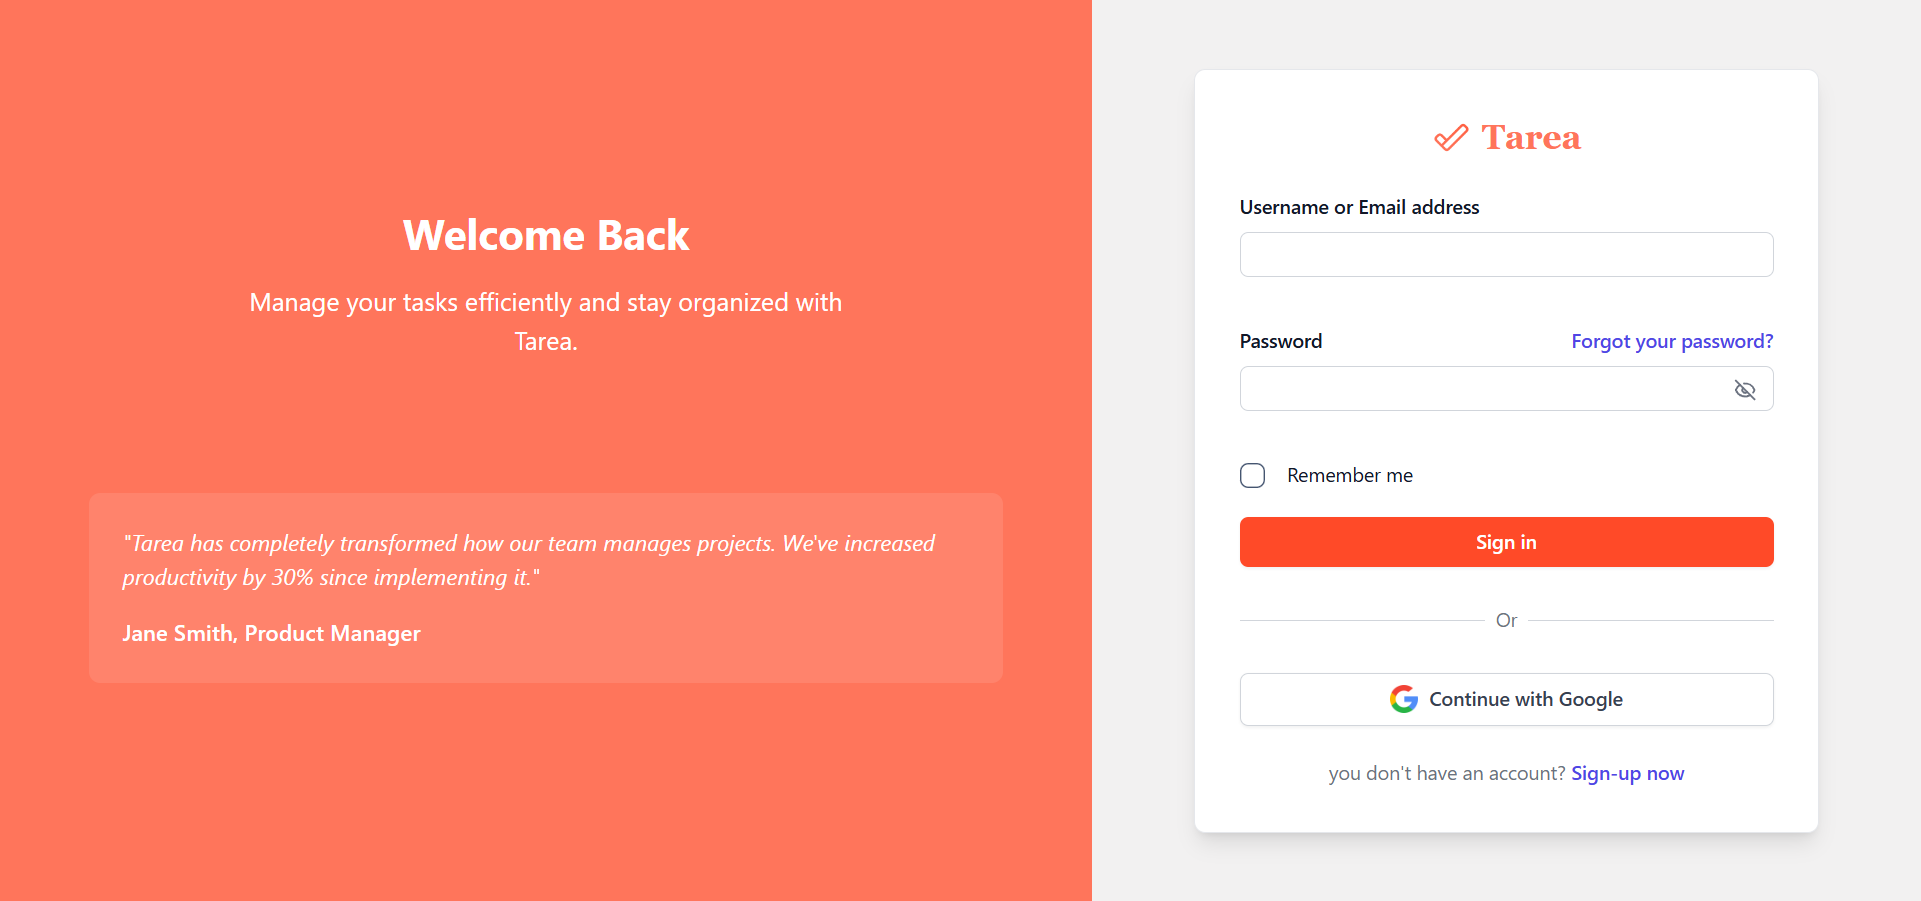 Welcome Back
Manage your tasks efficiently and stay organized with
Tarea.
"Tarea has completely transformed how our team manages projects. We've increased
productivity by 30% since implementing it."
Jane Smith, Product Manager
Tarea
Username or Email address
Password
Forgot your password?
Remember me
Sign in
Or
Continue with Google
you don't have an account? Sign-up now